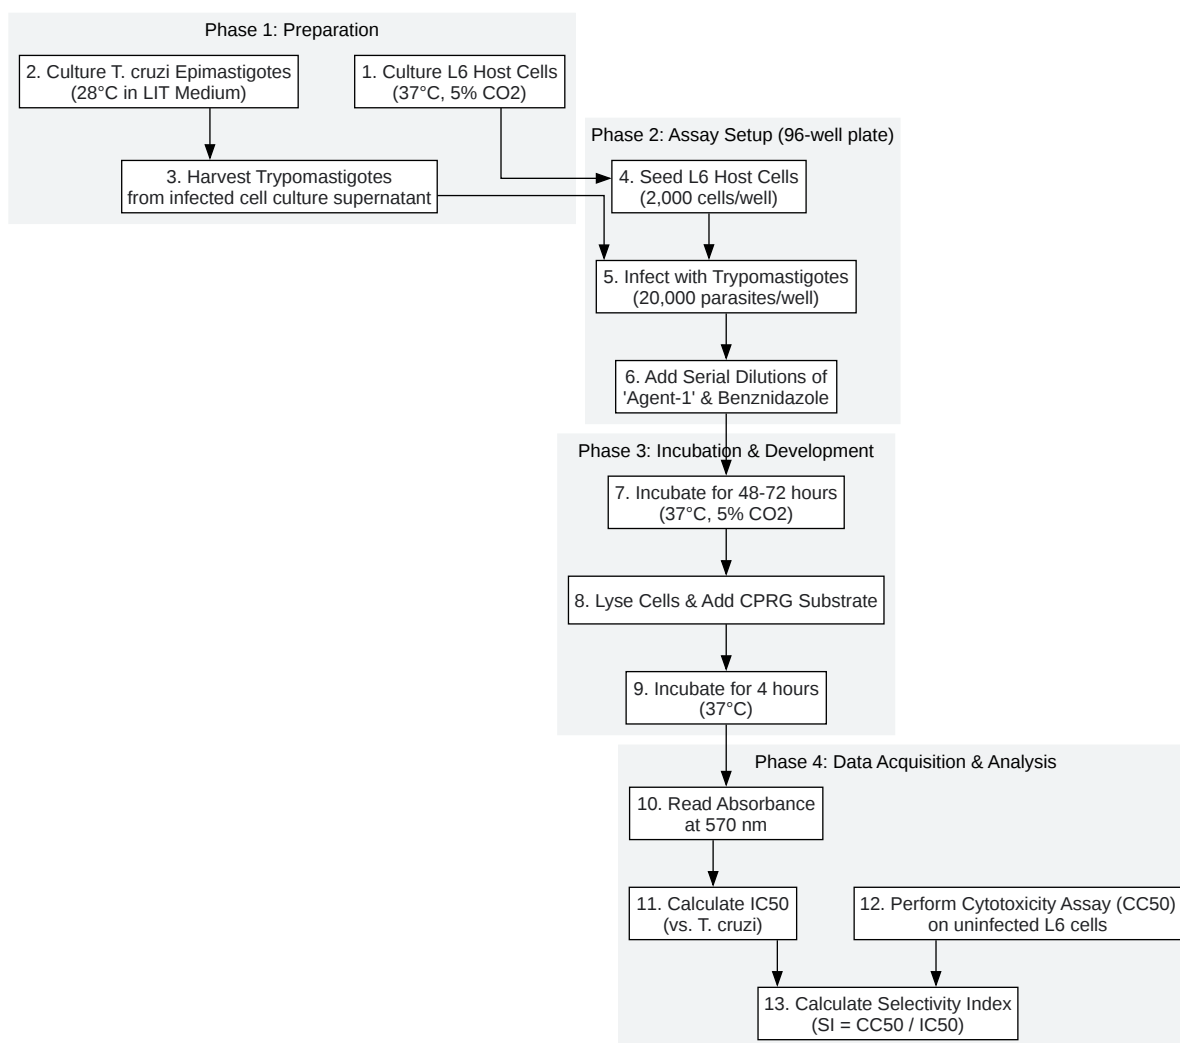 Phase 1: Preparation
2. Culture T. cruzi Epimastigotes
(28°C in LIT Medium)
1. Culture L6 Host Cells
(37°C, 5% CO2)
3. Harvest Trypomastigotes
from infected cell culture supernatant
Phase 2: Assay Setup (96-well plate)
4. Seed L6 Host Cells
(2,000 cells/well)
5. Infect with Trypomastigotes
(20,000 parasites/well)
6. Add Serial Dilutions of
'Agent-1' & Benznidazole
Phase 3: Incubation & Development
7. Incubate for 48-72 hours
(37°C, 5% CO2)
8. Lyse Cells & Add CPRG Substrate
9. Incubate for 4 hours
(37°C)
Phase 4: Data Acquisition & Analysis
10. Read Absorbance
at 570 nm
11. Calculate IC50
(vs. T. cruzi)
12. Perform Cytotoxicity Assay (CC50)
on uninfected L6 cells
13. Calculate Selectivity Index
(SI = CC50 / IC50)